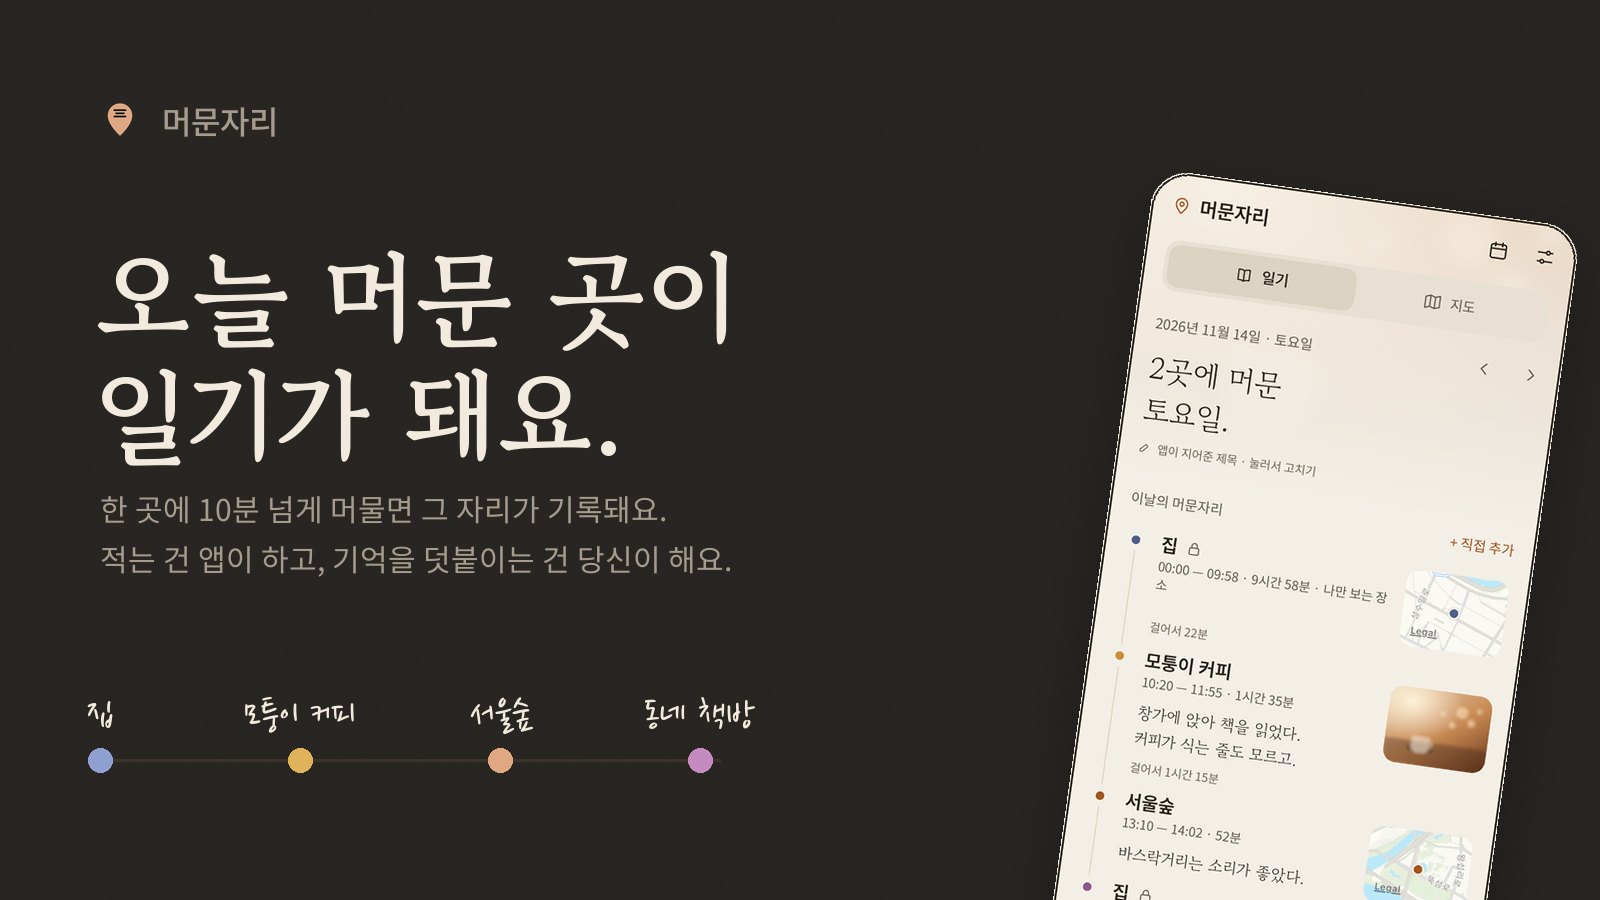 머문자리
오늘 머문 곳이
일기가 돼요.
한 곳에 10분 넘게 머물면 그 자리가 기록돼요.
적는 건 앱이 하고, 기억을 덧붙이는 건 당신이 해요.
집
모퉁이 커피
서울숲
동네 책방
머문자리
일기
지도
2026년 11월 14일 · 토요일
2곳에 머문
토요일.
앱이 지어준 제목 · 눌러서 고치기
이날의 머문자리
+ 직접 추가
집
00:00 — 09:58 · 9시간 58분 · 나만 보는 장
소
Legal
걸어서 22분
모퉁이 커피
10:20 — 11:55 · 1시간 35분
창가에 앉아 책을 읽었다.
커피가 식는 줄도 모르고.
걸어서 1시간 15분
서울숲
13:10 — 14:02 · 52분
바스락거리는 소리가 좋았다.
왕십리로
뚝섬로
Legal
집